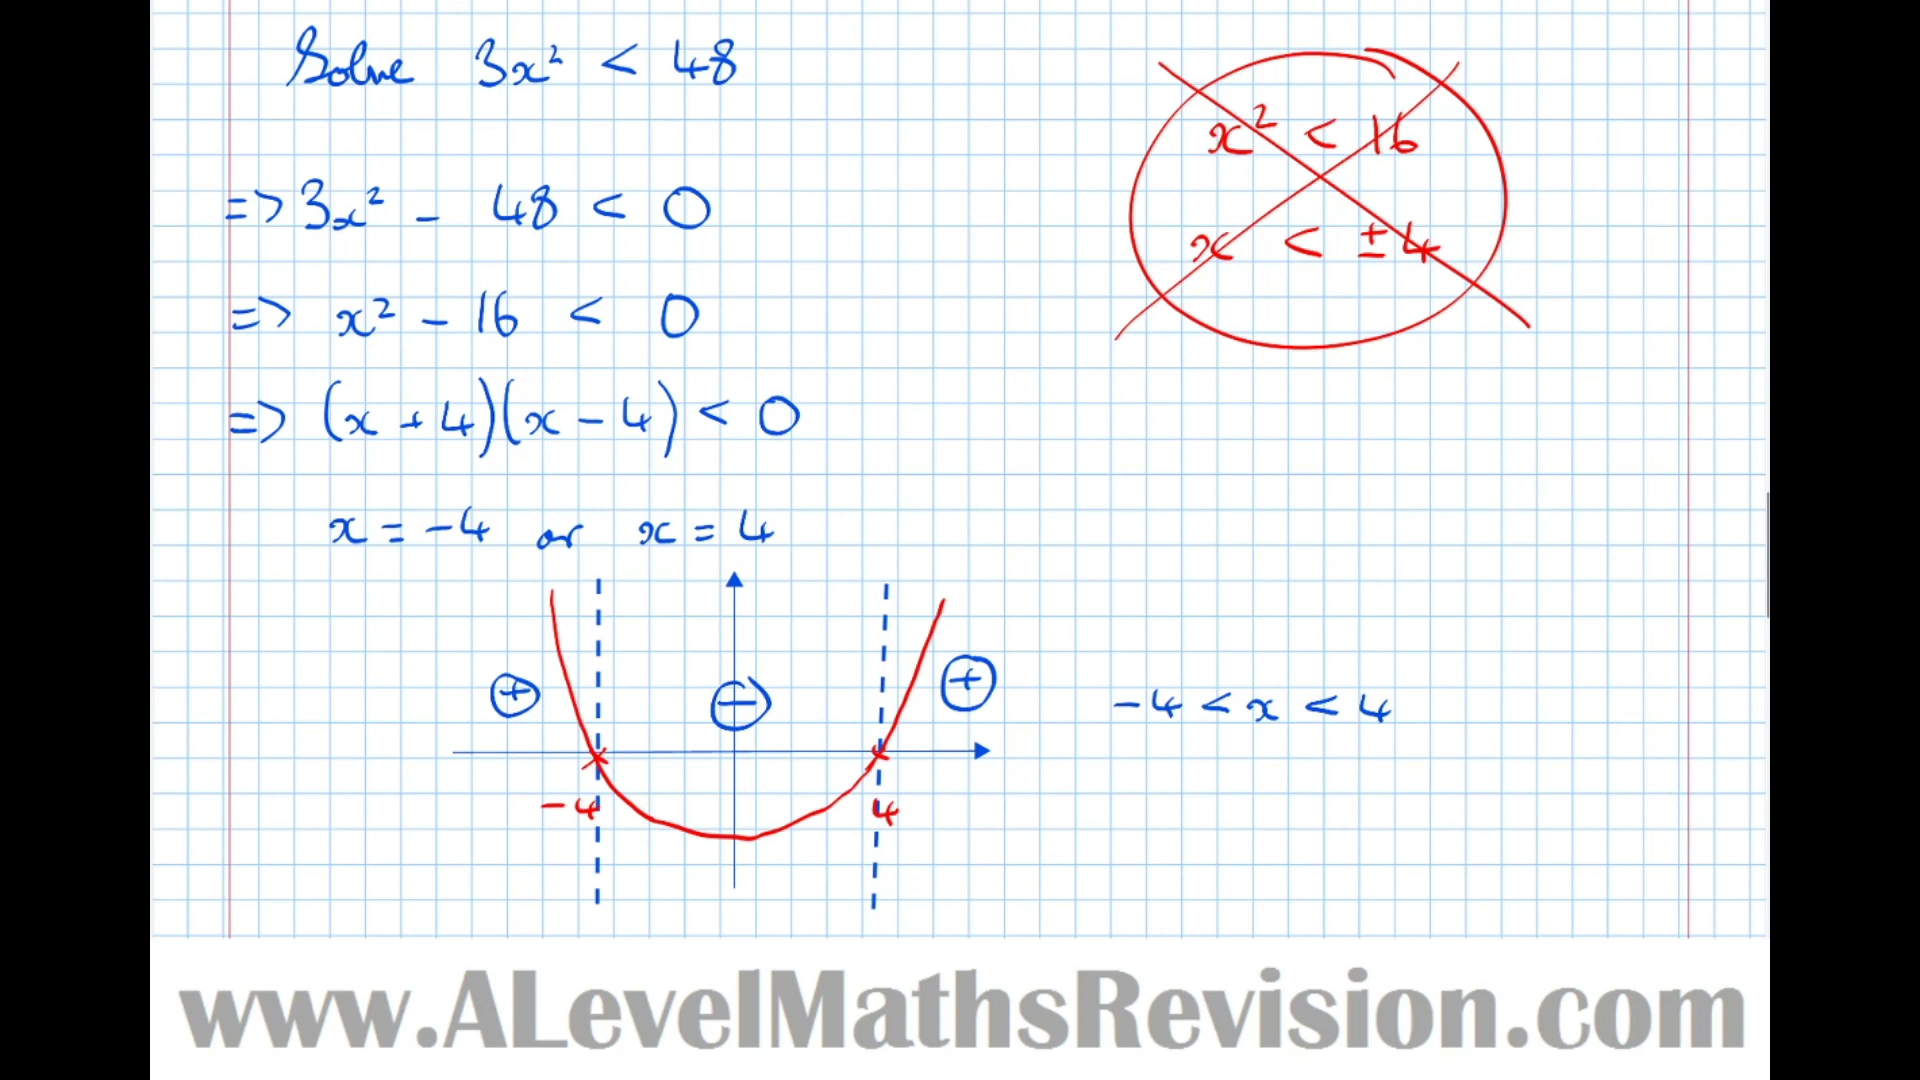 Solve 3x² < 48
x² < 16
=> 3x² - 48 < 0
x < ±4
=> x² - 16 < 0
=> (x + 4)(x - 4) < 0
x = -4 or x = 4
+ - +
-4 < x < 4
-4 4
www.ALevelMathsRevision.com